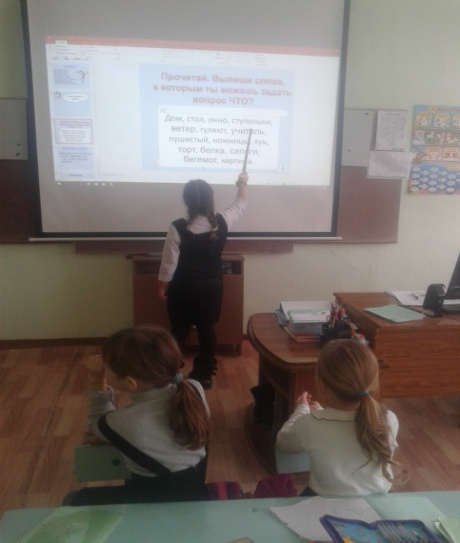 Прочитай. Выпиши слова,
к которым ты можешь задать
вопрос ЧТО?
Дом, стол, окно, ступеньки,
ветер, гуляют, учитель,
пушистый, ножницы, лук,
торт, белка, сапоги,
бегемот, картина.